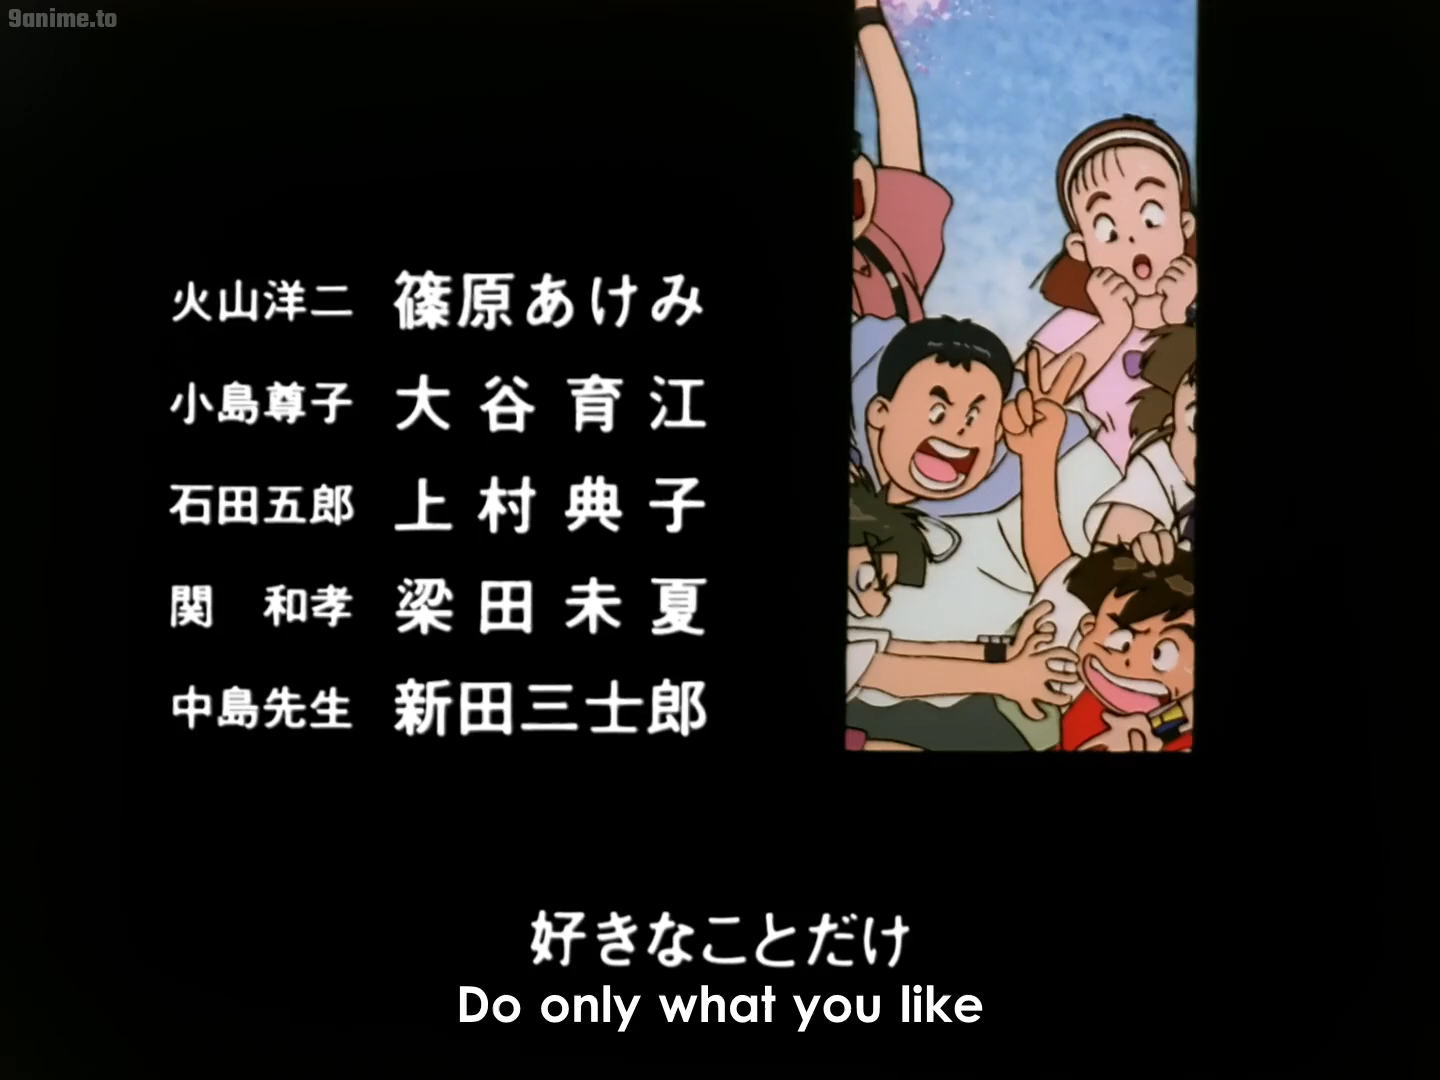 9anime.to
火山洋二 篠原あけみ
小島尊子 大谷育江
石田五郎 上村典子
関 和孝 梁田未夏
中島先生 新田三士郎
好きなことだけ
Do only what you like